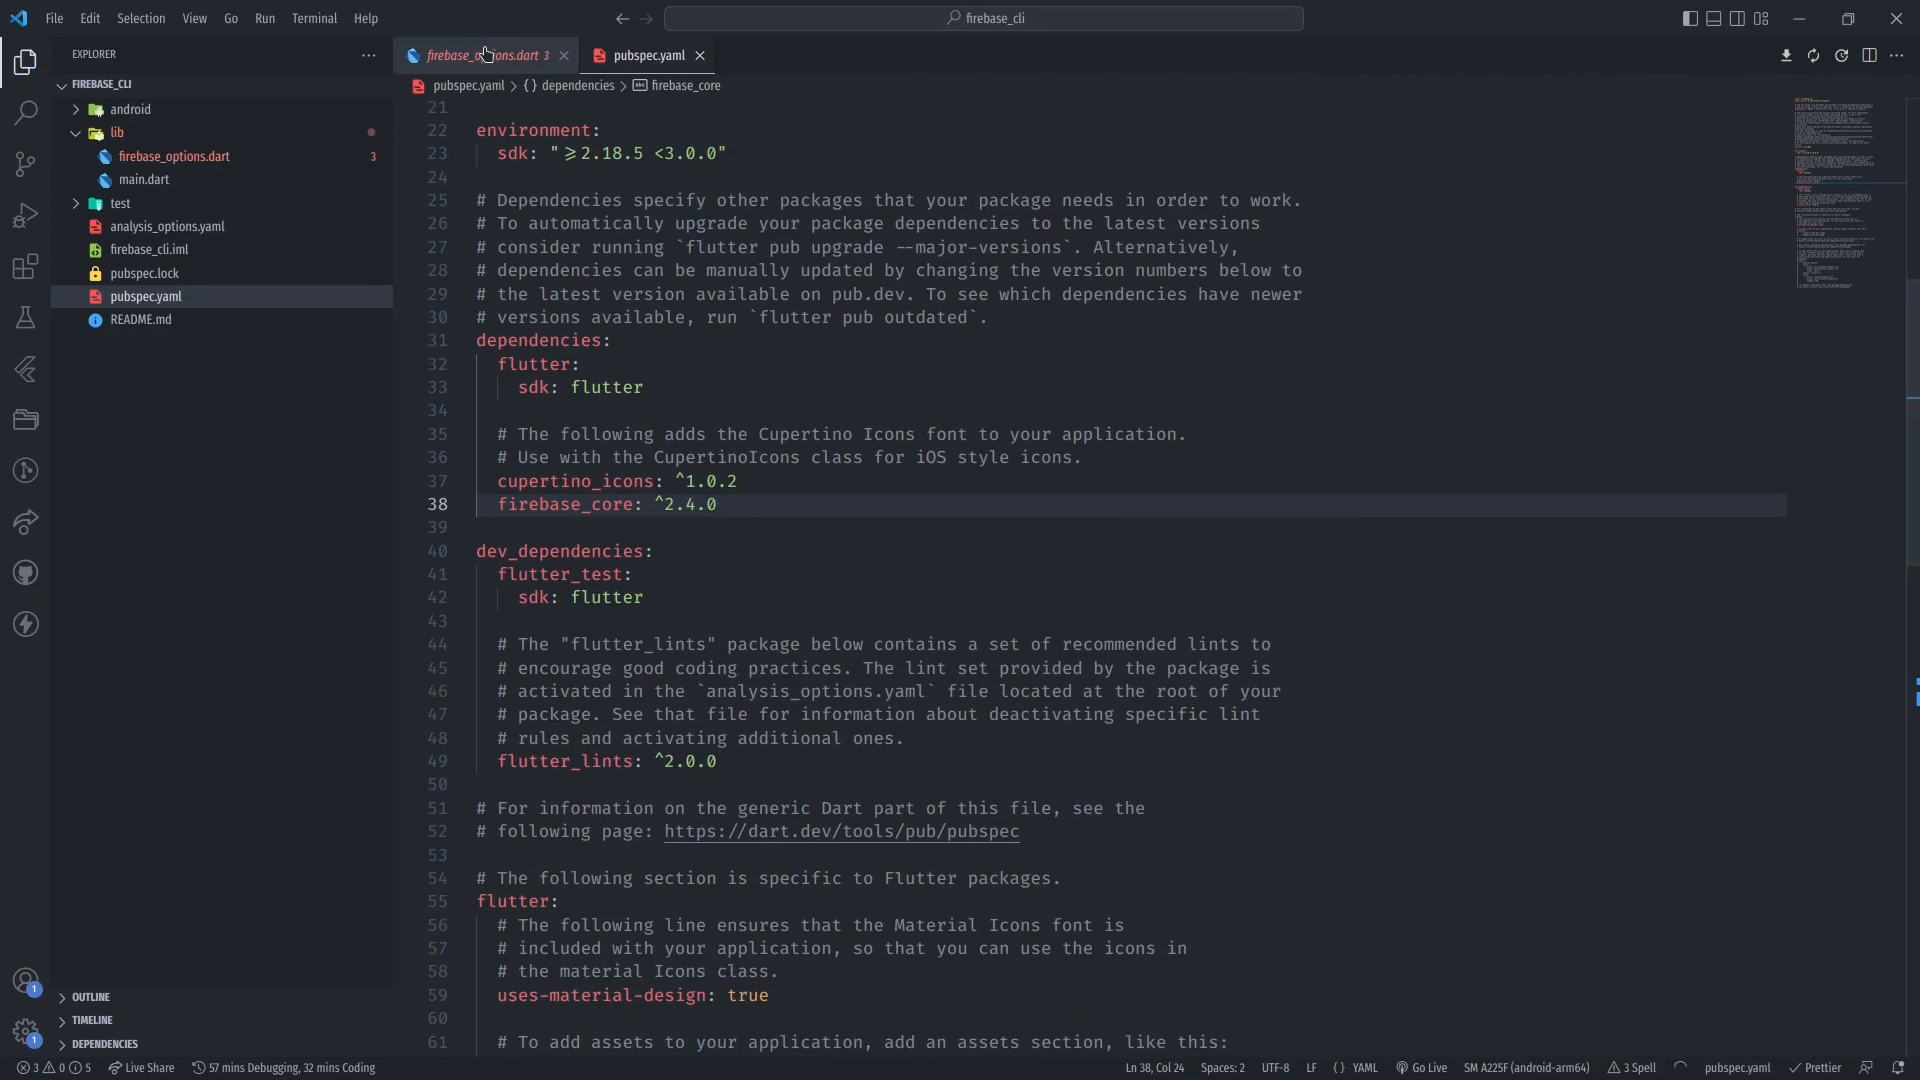 File Edit Selection View Go Run Terminal Help
firebase_cli
EXPLORER
firebase_options.dart 3
pubspec.yaml
FIREBASE_CLI
android
lib
firebase_options.dart 3
main.dart
test
analysis_options.yaml
firebase_cli.iml
pubspec.lock
pubspec.yaml
README.md
OUTLINE
TIMELINE
DEPENDENCIES
pubspec.yaml > {} dependencies > firebase_core
21
22 environment:
23 sdk: "≥2.18.5 <3.0.0"
24
25 # Dependencies specify other packages that your package needs in order to work.
26 # To automatically upgrade your package dependencies to the latest versions
27 # consider running `flutter pub upgrade --major-versions`. Alternatively,
28 # dependencies can be manually updated by changing the version numbers below to
29 # the latest version available on pub.dev. To see which dependencies have newer
30 # versions available, run `flutter pub outdated`.
31 dependencies:
32 flutter:
33 sdk: flutter
34
35 # The following adds the Cupertino Icons font to your application.
36 # Use with the CupertinoIcons class for iOS style icons.
37 cupertino_icons: ^1.0.2
38 firebase_core: ^2.4.0
39
40 dev_dependencies:
41 flutter_test:
42 sdk: flutter
43
44 # The "flutter_lints" package below contains a set of recommended lints to
45 # encourage good coding practices. The lint set provided by the package is
46 # activated in the `analysis_options.yaml` file located at the root of your
47 # package. See that file for information about deactivating specific lint
48 # rules and activating additional ones.
49 flutter_lints: ^2.0.0
50
51 # For information on the generic Dart part of this file, see the
52 # following page: https://dart.dev/tools/pub/pubspec
53
54 # The following section is specific to Flutter packages.
55 flutter:
56 # The following line ensures that the Material Icons font is
57 # included with your application, so that you can use the icons in
58 # the material Icons class.
59 uses-material-design: true
60
61 # To add assets to your application, add an assets section, like this:
1
1
3 0 5 Live Share 57 mins Debugging, 32 mins Coding
Ln 38, Col 24 Spaces: 2 UTF-8 LF {} YAML Go Live SM A225F (android-arm64) 3 Spell pubspec.yaml Prettier